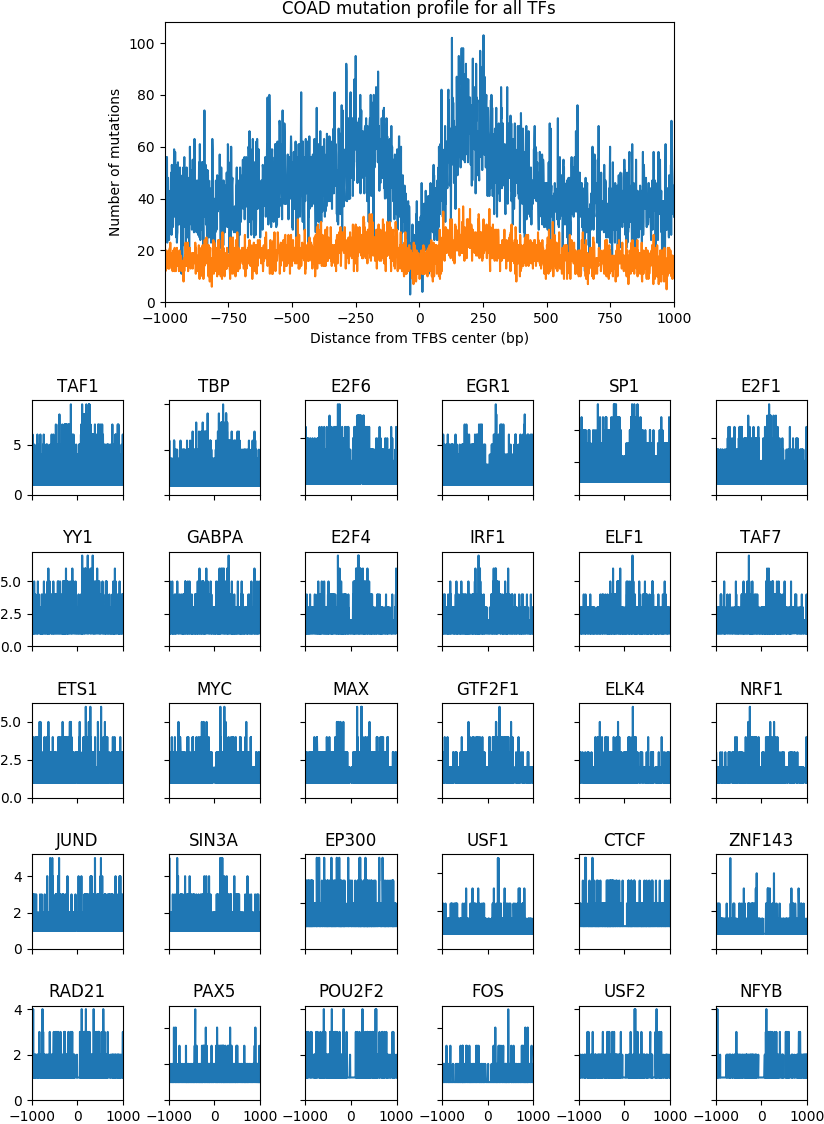 COAD mutation profile for all TFs
Number of mutations
100
80
60
40
20
0
−1000 −750 −500 −250 0 250 500 750 1000
Distance from TFBS center (bp)
TAF1 TBP E2F6 EGR1 SP1 E2F1
5
0
YY1 GABPA E2F4 IRF1 ELF1 TAF7
5.0
2.5
0.0
ETS1 MYC MAX GTF2F1 ELK4 NRF1
5.0
2.5
0.0
JUND SIN3A EP300 USF1 CTCF ZNF143
4
2
0
RAD21 PAX5 POU2F2 FOS USF2 NFYB
4
2
0
−1000 0 1000 −1000 0 1000 −1000 0 1000 −1000 0 1000 −1000 0 1000 −1000 0 1000